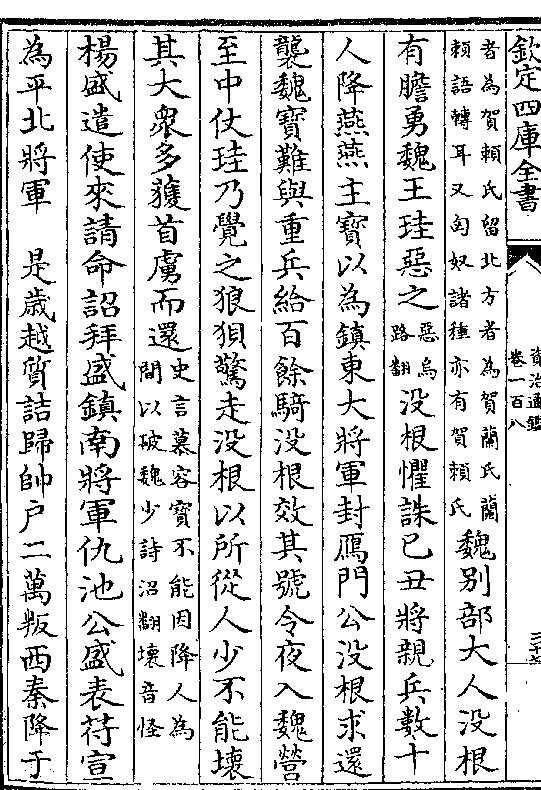 欽定四庫全書
資治通鑑
卷一百八
者為賀賴氏留北方者為賀蘭氏蘭
賴語轉耳又匈奴諸種亦有賀賴氏
魏别部大人没根
有膽勇魏王珪惡之
惡烏
路翻
没根懼誅己丑將親兵數十
人降燕燕主寶以為鎮東大將軍封鴈門公没根求還
襲魏寶難與重兵給百餘騎没根效其號令夜入魏營
至中仗珪乃覺之狼狽驚走没根以所從人少不能壞
其大衆多獲首虜而還
史言慕容寶不能因降人為
間以破魏少詩沼翻壞音怪
楊盛遣使來請命詔拜盛鎮南將軍仇池公盛表苻宣
為平北將軍　是歳越質詰歸帥户二萬叛西秦降于